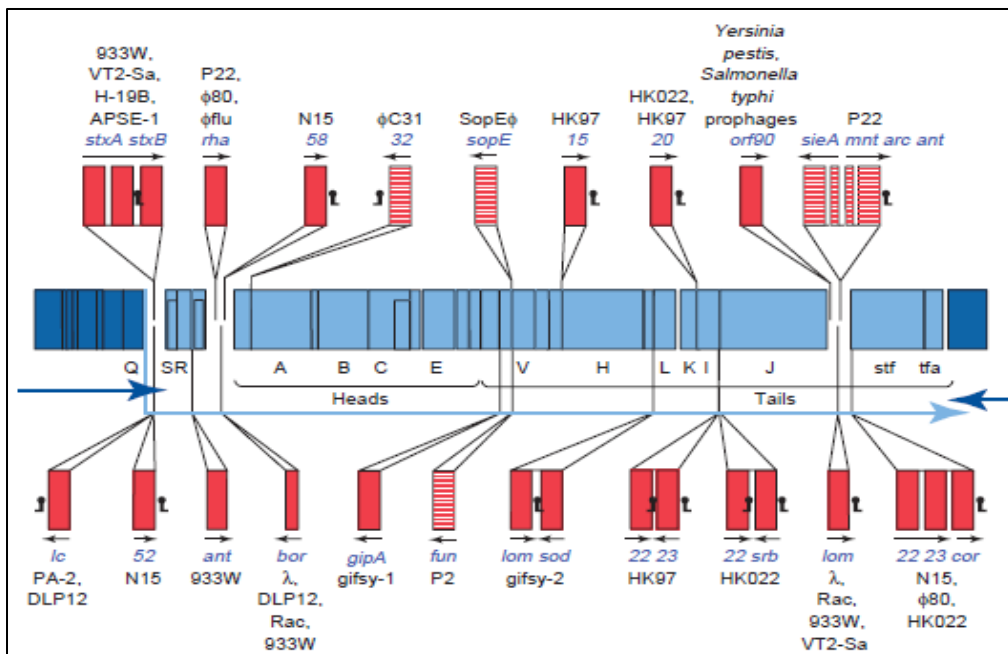 933W,
VT2-Sa,
H-19B,
APSE-1
stxA stxB
P22,
ϕ80,
ϕflu
rha
N15
58
ϕC31
32
SopEϕ
sopE
HK97
15
HK022,
HK97
20
Yersinia
pestis,
Salmonella
typhi
prophages
orf90
P22
sieA mnt arc ant
Q SR A B C E V H L K I J stf tfa
Heads Tails
lc
PA-2,
DLP12
52
N15
ant
933W
bor
λ,
DLP12,
Rac,
933W
gipA
gifsy-1
fun
P2
lom sod
gifsy-2
22 23
HK97
22 srb
HK022
lom
λ,
Rac,
933W,
VT2-Sa
22 23 cor
N15,
ϕ80,
HK022